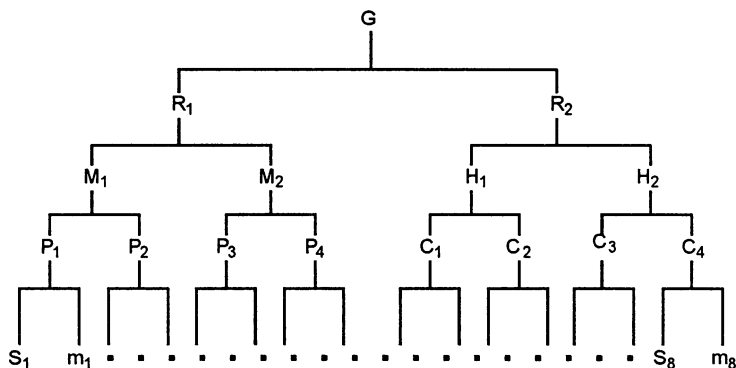 G
R₁ R₂
M₁ M₂ H₁ H₂
P₁ P₂ P₃ P₄ C₁ C₂ C₃ C₄
S₁ m₁ . . . . . . . . . . . . . . . . . . S₈ m₈